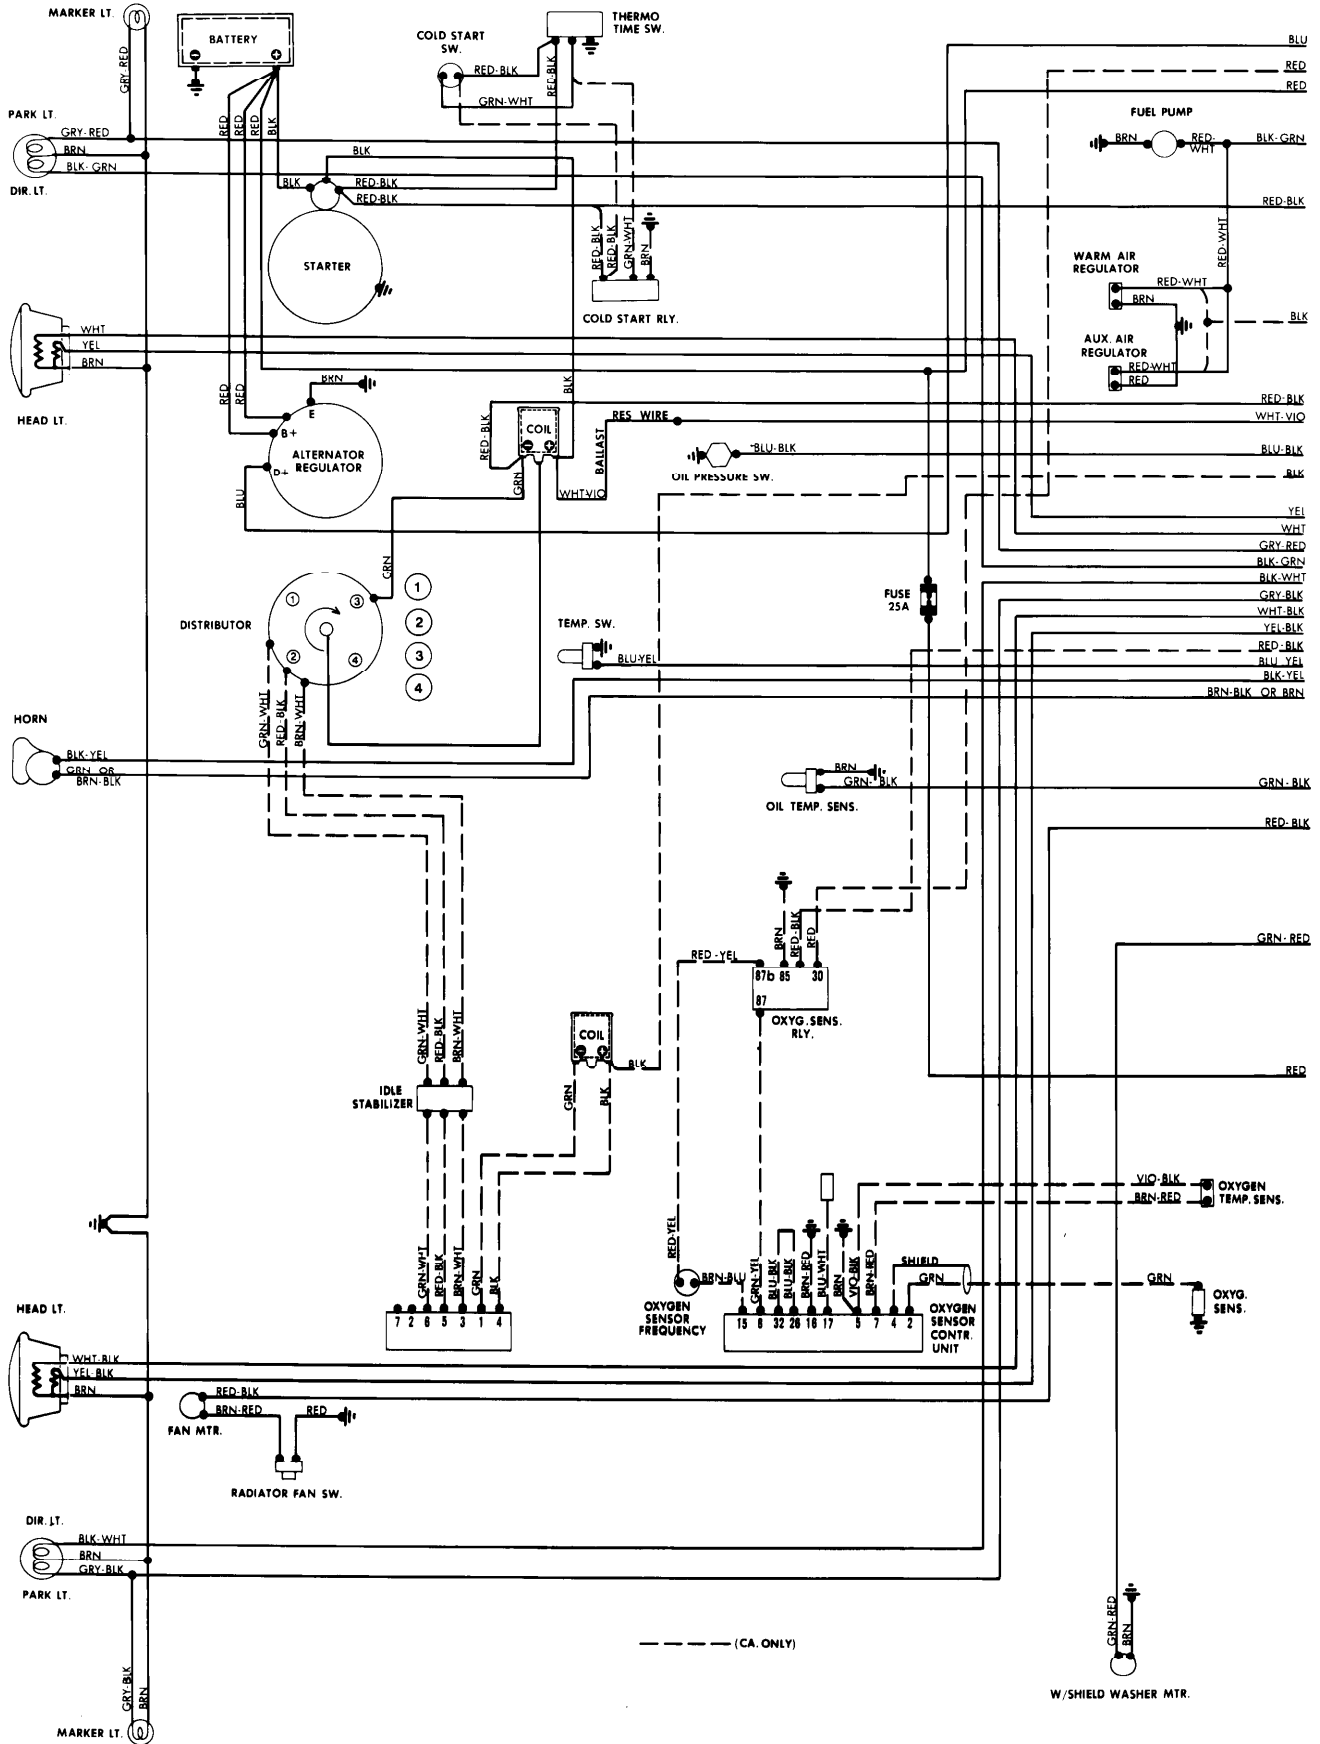 MARKER LT.
BATTERY
THERMO
TIME SW.
COLD START
SW.
BLU
RED
RED
GRY-RED
RED-BLK
RED-BLK
GRN-WHT
FUEL PUMP
PARK LT.
GRY-RED
BRN
BLK-GRN
DIR. LT.
RED
RED
RED
BLK
BLK
BRN
RED-
WHT
BLK-GRN
BLK
RED-BLK
RED-BLK
RED-BLK
STARTER
RED-BLK
RED-BLK
GRN-WHT
BRN
COLD START RLY.
RED-WHT
WARM AIR
REGULATOR
RED-WHT
BRN
BLK
AUX. AIR
REGULATOR
RED-WHT
RED
WHT
YEL
BRN
HEAD LT.
RED
RED
BRN
E
B+
D+
ALTERNATOR
REGULATOR
BLU
BLK
RED-BLK
COIL
RES WIRE
BALLAST
GRN
WHT-VIO
RED-BLK
WHT-VIO
BLU-BLK
BLU-BLK
OIL PRESSURE SW.
BLK
YEL
WHT
GRY-RED
BLK-GRN
BLK-WHT
GRY-BLK
WHT-BLK
YEL-BLK
RED-BLK
BLU YEL
BLK-YEL
BRN-BLK OR BRN
GRN
DISTRIBUTOR
1
3
2
4
1
2
3
4
FUSE
25A
TEMP. SW.
BLU-YEL
GRN-WHT
RED-BLK
BRN-WHT
HORN
BLK-YEL
GRN OR
BRN-BLK
BRN
GRN-BLK
OIL TEMP. SENS.
GRN-BLK
RED-BLK
GRN-RED
BRN
RED-BLK
RED
RED-YEL
87b 85 30
87
OXYG. SENS.
RLY.
GRN-WHT
RED-BLK
BRN-WHT
COIL
BLK
GRN
BLK
IDLE
STABILIZER
RED
VIO-BLK
BRN-RED
OXYGEN
TEMP. SENS.
GRN-WHT
RED-BLK
BRN-WHT
GRN
BLK
7 2 6 5 3 1 4
RED-YEL
BRN-BLU
OXYGEN
SENSOR
FREQUENCY
GRN-YEL
BLU-BLK
BLU-BLK
BRN-RED
BLU-WHT
BRN
VIO-BLK
BRN-RED
SHIELD
GRN
GRN
15 8 32 28 16 17 5 7 4 2
OXYGEN
SENSOR
CONTR.
UNIT
OXYG.
SENS.
HEAD LT.
WHT-BLK
YEL-BLK
BRN
RED-BLK
BRN-RED
RED
FAN MTR.
RADIATOR FAN SW.
DIR. LT.
BLK-WHT
BRN
GRY-BLK
PARK LT.
(CA. ONLY)
GRN-RED
BRN
W/SHIELD WASHER MTR.
GRY-BLK
BRN
MARKER LT.